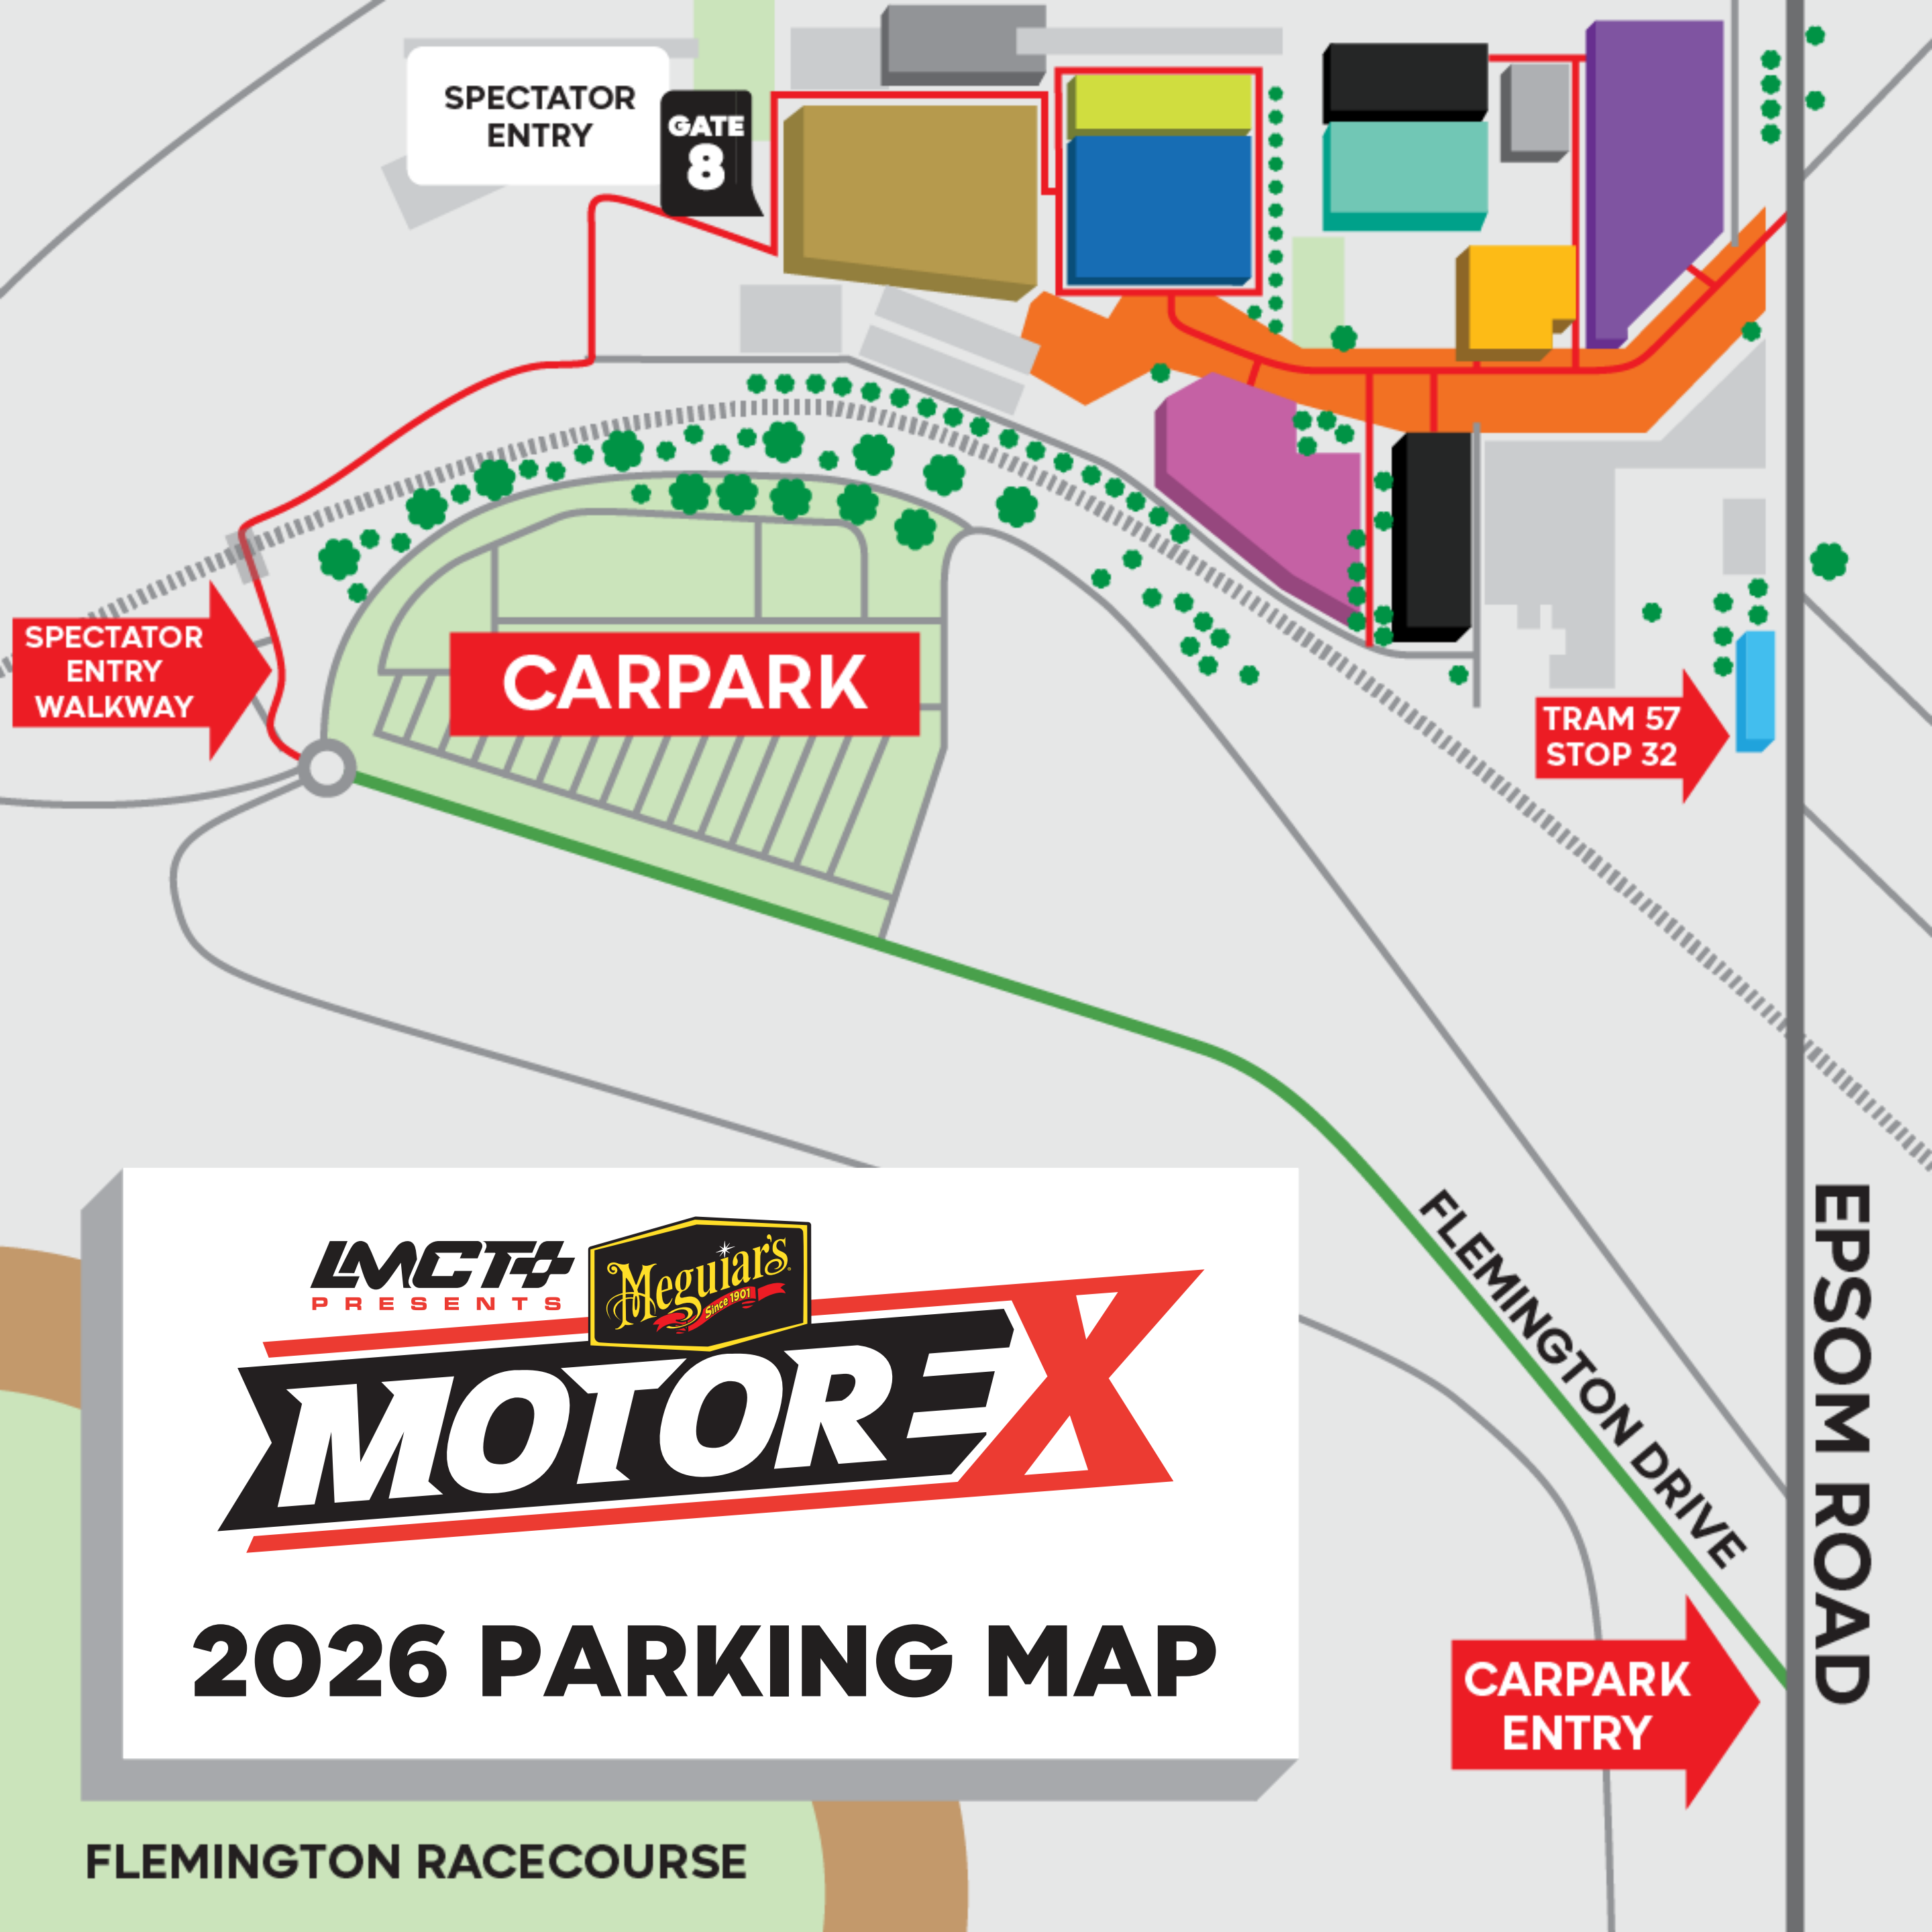 SPECTATOR
ENTRY
GATE
8
SPECTATOR
ENTRY
WALKWAY
CARPARK
TRAM 57
STOP 32
LMCT+
PRESENTS
Meguiar's
Since 1901
MOTOREX
2026 PARKING MAP
FLEMINGTON DRIVE
EPSOM ROAD
CARPARK
ENTRY
FLEMINGTON RACECOURSE